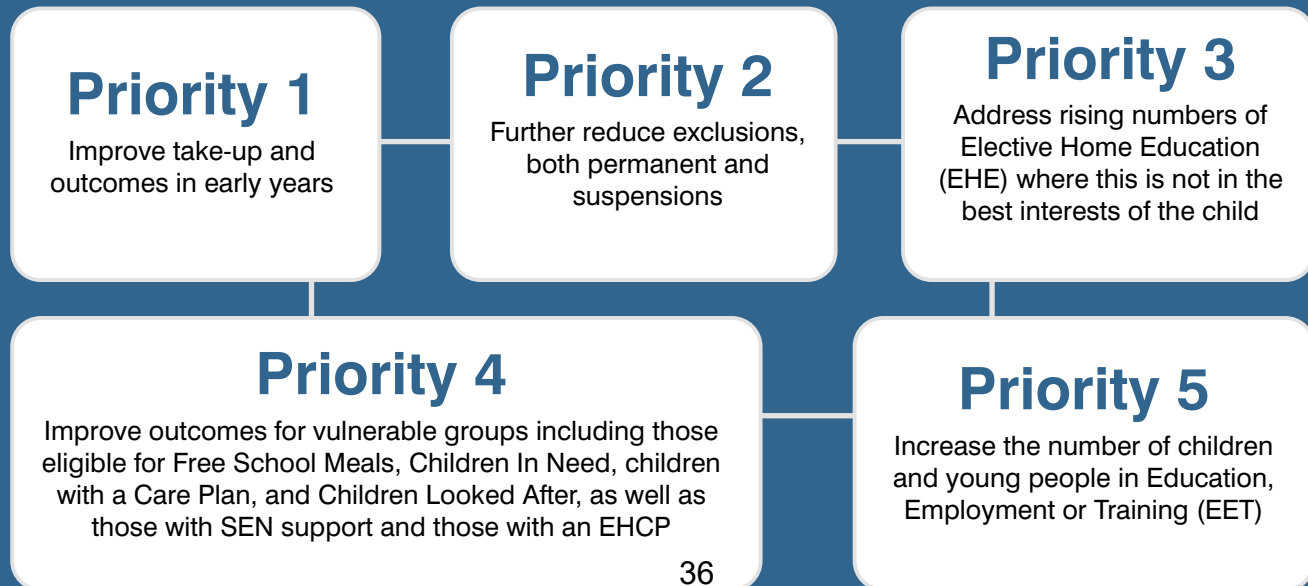 Priority 1
Improve take-up and
outcomes in early years
Priority 2
Further reduce exclusions,
both permanent and
suspensions
Priority 3
Address rising numbers of
Elective Home Education
(EHE) where this is not in the
best interests of the child
Priority 4
Improve outcomes for vulnerable groups including those
eligible for Free School Meals, Children In Need, children
with a Care Plan, and Children Looked After, as well as
those with SEN support and those with an EHCP
Priority 5
Increase the number of children
and young people in Education,
Employment or Training (EET)
36